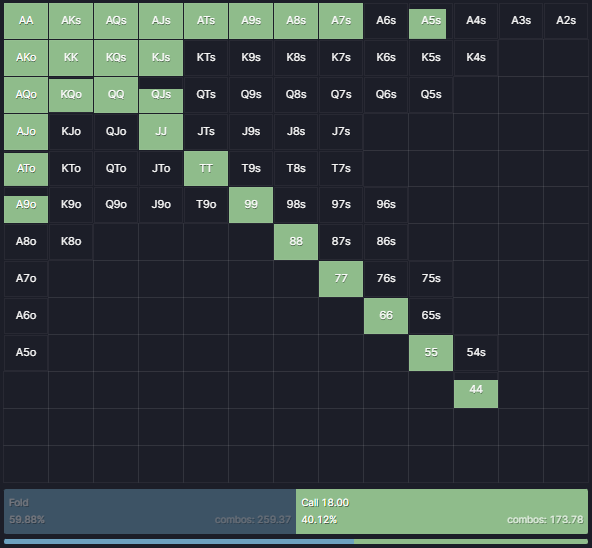 AA AKs AQs AJs ATs A9s A8s A7s A6s A5s A4s A3s A2s
AKo KK KQs KJs KTs K9s K8s K7s K6s K5s K4s
AQo KQo QQ QJs QTs Q9s Q8s Q7s Q6s Q5s
AJo KJo QJo JJ JTs J9s J8s J7s
ATo KTo QTo JTo TT T9s T8s T7s
A9o K9o Q9o J9o T9o 99 98s 97s 96s
A8o K8o 88 87s 86s
A7o 77 76s 75s
A6o 66 65s
A5o 55 54s
44
Fold Call 18.00
59.88% combos: 259.37 40.12% combos: 173.78